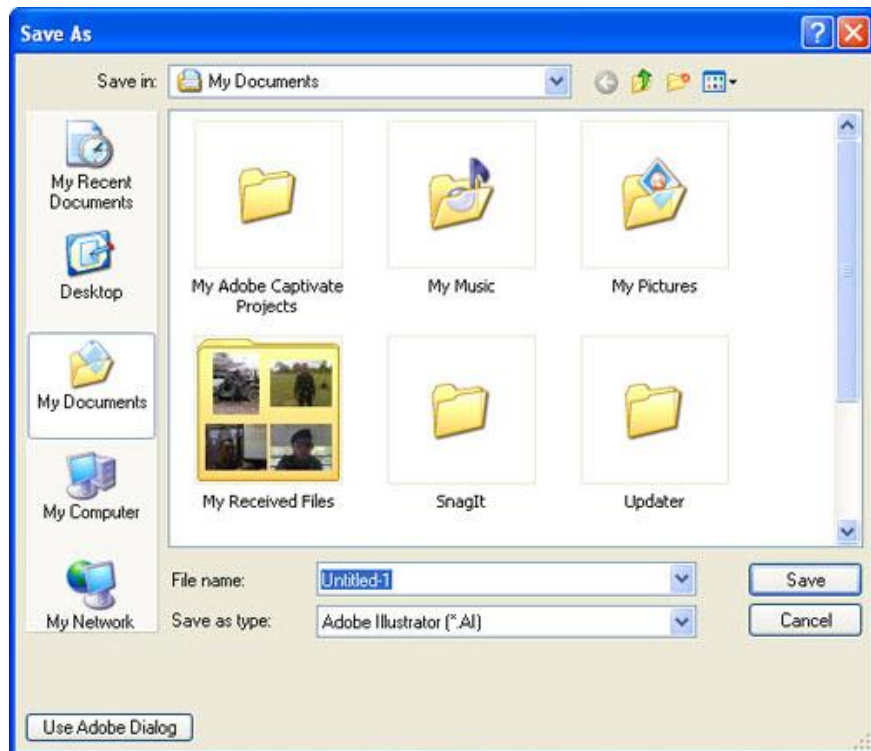 Save As
Save in:
My Documents
My Recent
Documents
Desktop
My Documents
My Computer
My Network
My Adobe Captivate
Projects
My Music
My Pictures
My Received Files
SnagIt
Updater
File name:
Untitled-1
Save
Save as type:
Adobe Illustrator (*.AI)
Cancel
Use Adobe Dialog